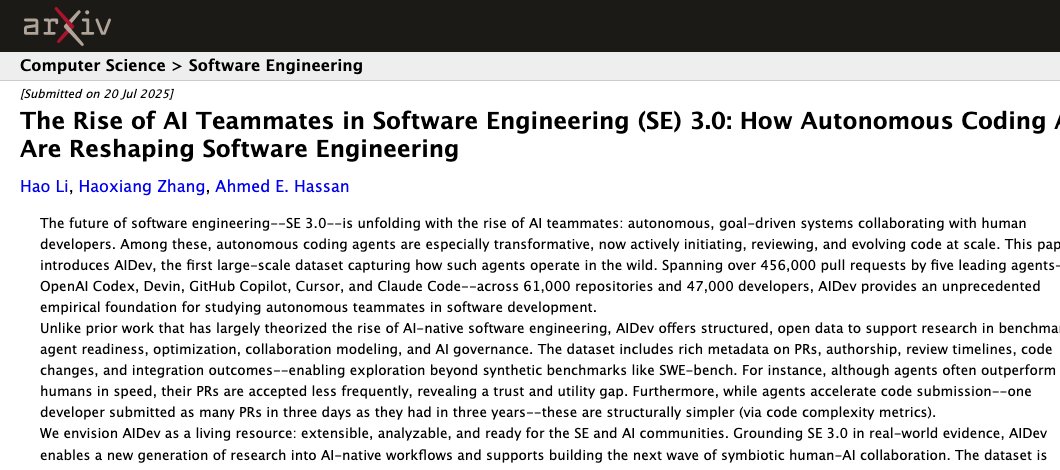 arXiv
Computer Science > Software Engineering
[Submitted on 20 Jul 2025]
The Rise of AI Teammates in Software Engineering (SE) 3.0: How Autonomous Coding
Are Reshaping Software Engineering
Hao Li, Haoxiang Zhang, Ahmed E. Hassan
The future of software engineering--SE 3.0--is unfolding with the rise of AI teammates: autonomous, goal-driven systems collaborating with human
developers. Among these, autonomous coding agents are especially transformative, now actively initiating, reviewing, and evolving code at scale. This pap
introduces AIDev, the first large-scale dataset capturing how such agents operate in the wild. Spanning over 456,000 pull requests by five leading agents-
OpenAI Codex, Devin, GitHub Copilot, Cursor, and Claude Code--across 61,000 repositories and 47,000 developers, AIDev provides an unprecedented
empirical foundation for studying autonomous teammates in software development.
Unlike prior work that has largely theorized the rise of AI-native software engineering, AIDev offers structured, open data to support research in benchma
agent readiness, optimization, collaboration modeling, and AI governance. The dataset includes rich metadata on PRs, authorship, review timelines, code
changes, and integration outcomes--enabling exploration beyond synthetic benchmarks like SWE-bench. For instance, although agents often outperform
humans in speed, their PRs are accepted less frequently, revealing a trust and utility gap. Furthermore, while agents accelerate code submission--one
developer submitted as many PRs in three days as they had in three years--these are structurally simpler (via code complexity metrics).
We envision AIDev as a living resource: extensible, analyzable, and ready for the SE and AI communities. Grounding SE 3.0 in real-world evidence, AIDev
enables a new generation of research into AI-native workflows and supports building the next wave of symbiotic human-AI collaboration. The dataset is